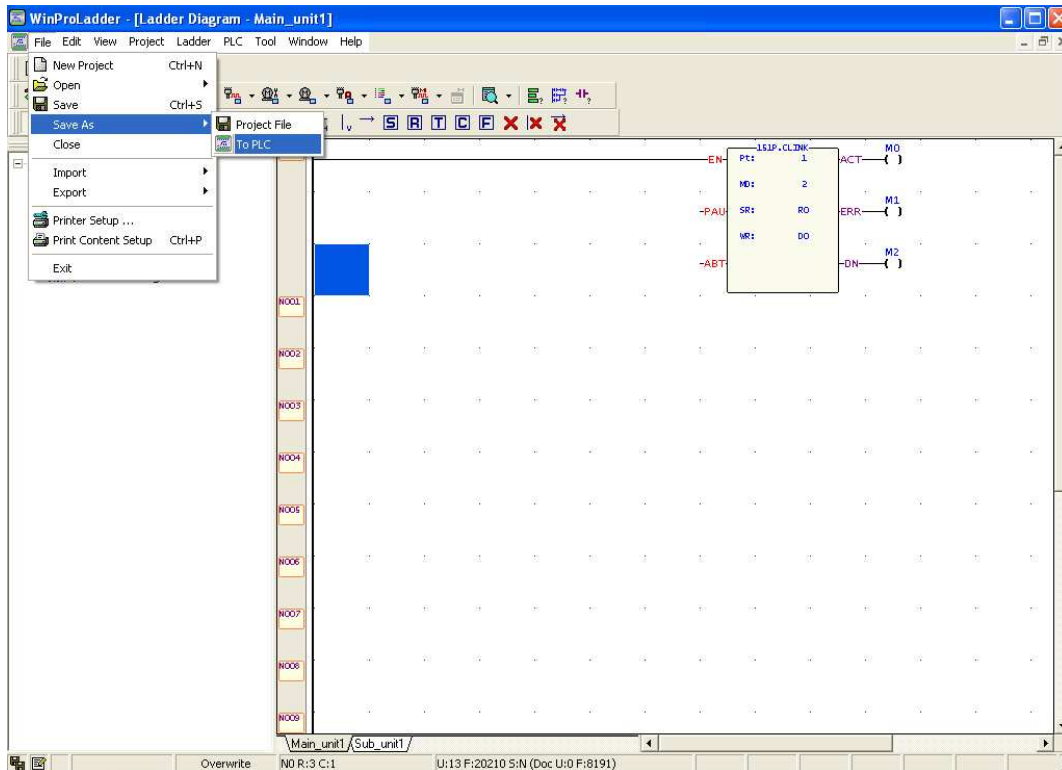 WinProLadder - [Ladder Diagram - Main_unit1]
File Edit View Project Ladder PLC Tool Window Help
New Project Ctrl+N
Open
Save Ctrl+S
Save As
Project File
To PLC
Close
Import
Export
Printer Setup ...
Print Content Setup Ctrl+P
Exit
S R T C F
151P.CLINK
EN Pt: 1 ACT M0
MD: 2
PAU SR: R0 ERR M1
WR: D0
ABT DN M2
N001
N002
N003
N004
N005
N006
N007
N008
N009
Main_unit1 Sub_unit1
Overwrite N0 R:3 C:1 U:13 F:20210 S:N (Doc U:0 F:8191)